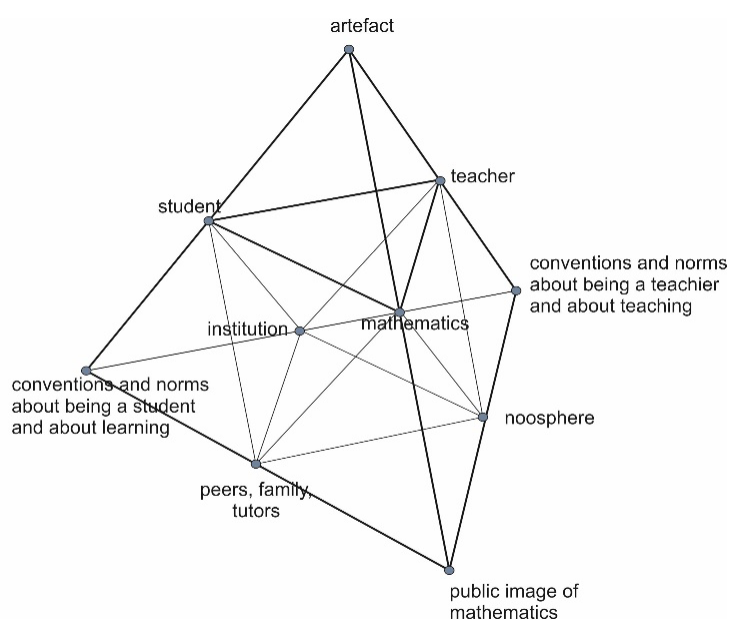 artefact
teacher
student
conventions and norms
about being a teachier
and about teaching
institution
mathematics
conventions and norms
about being a student
and about learning
noosphere
peers, family,
tutors
public image of
mathematics